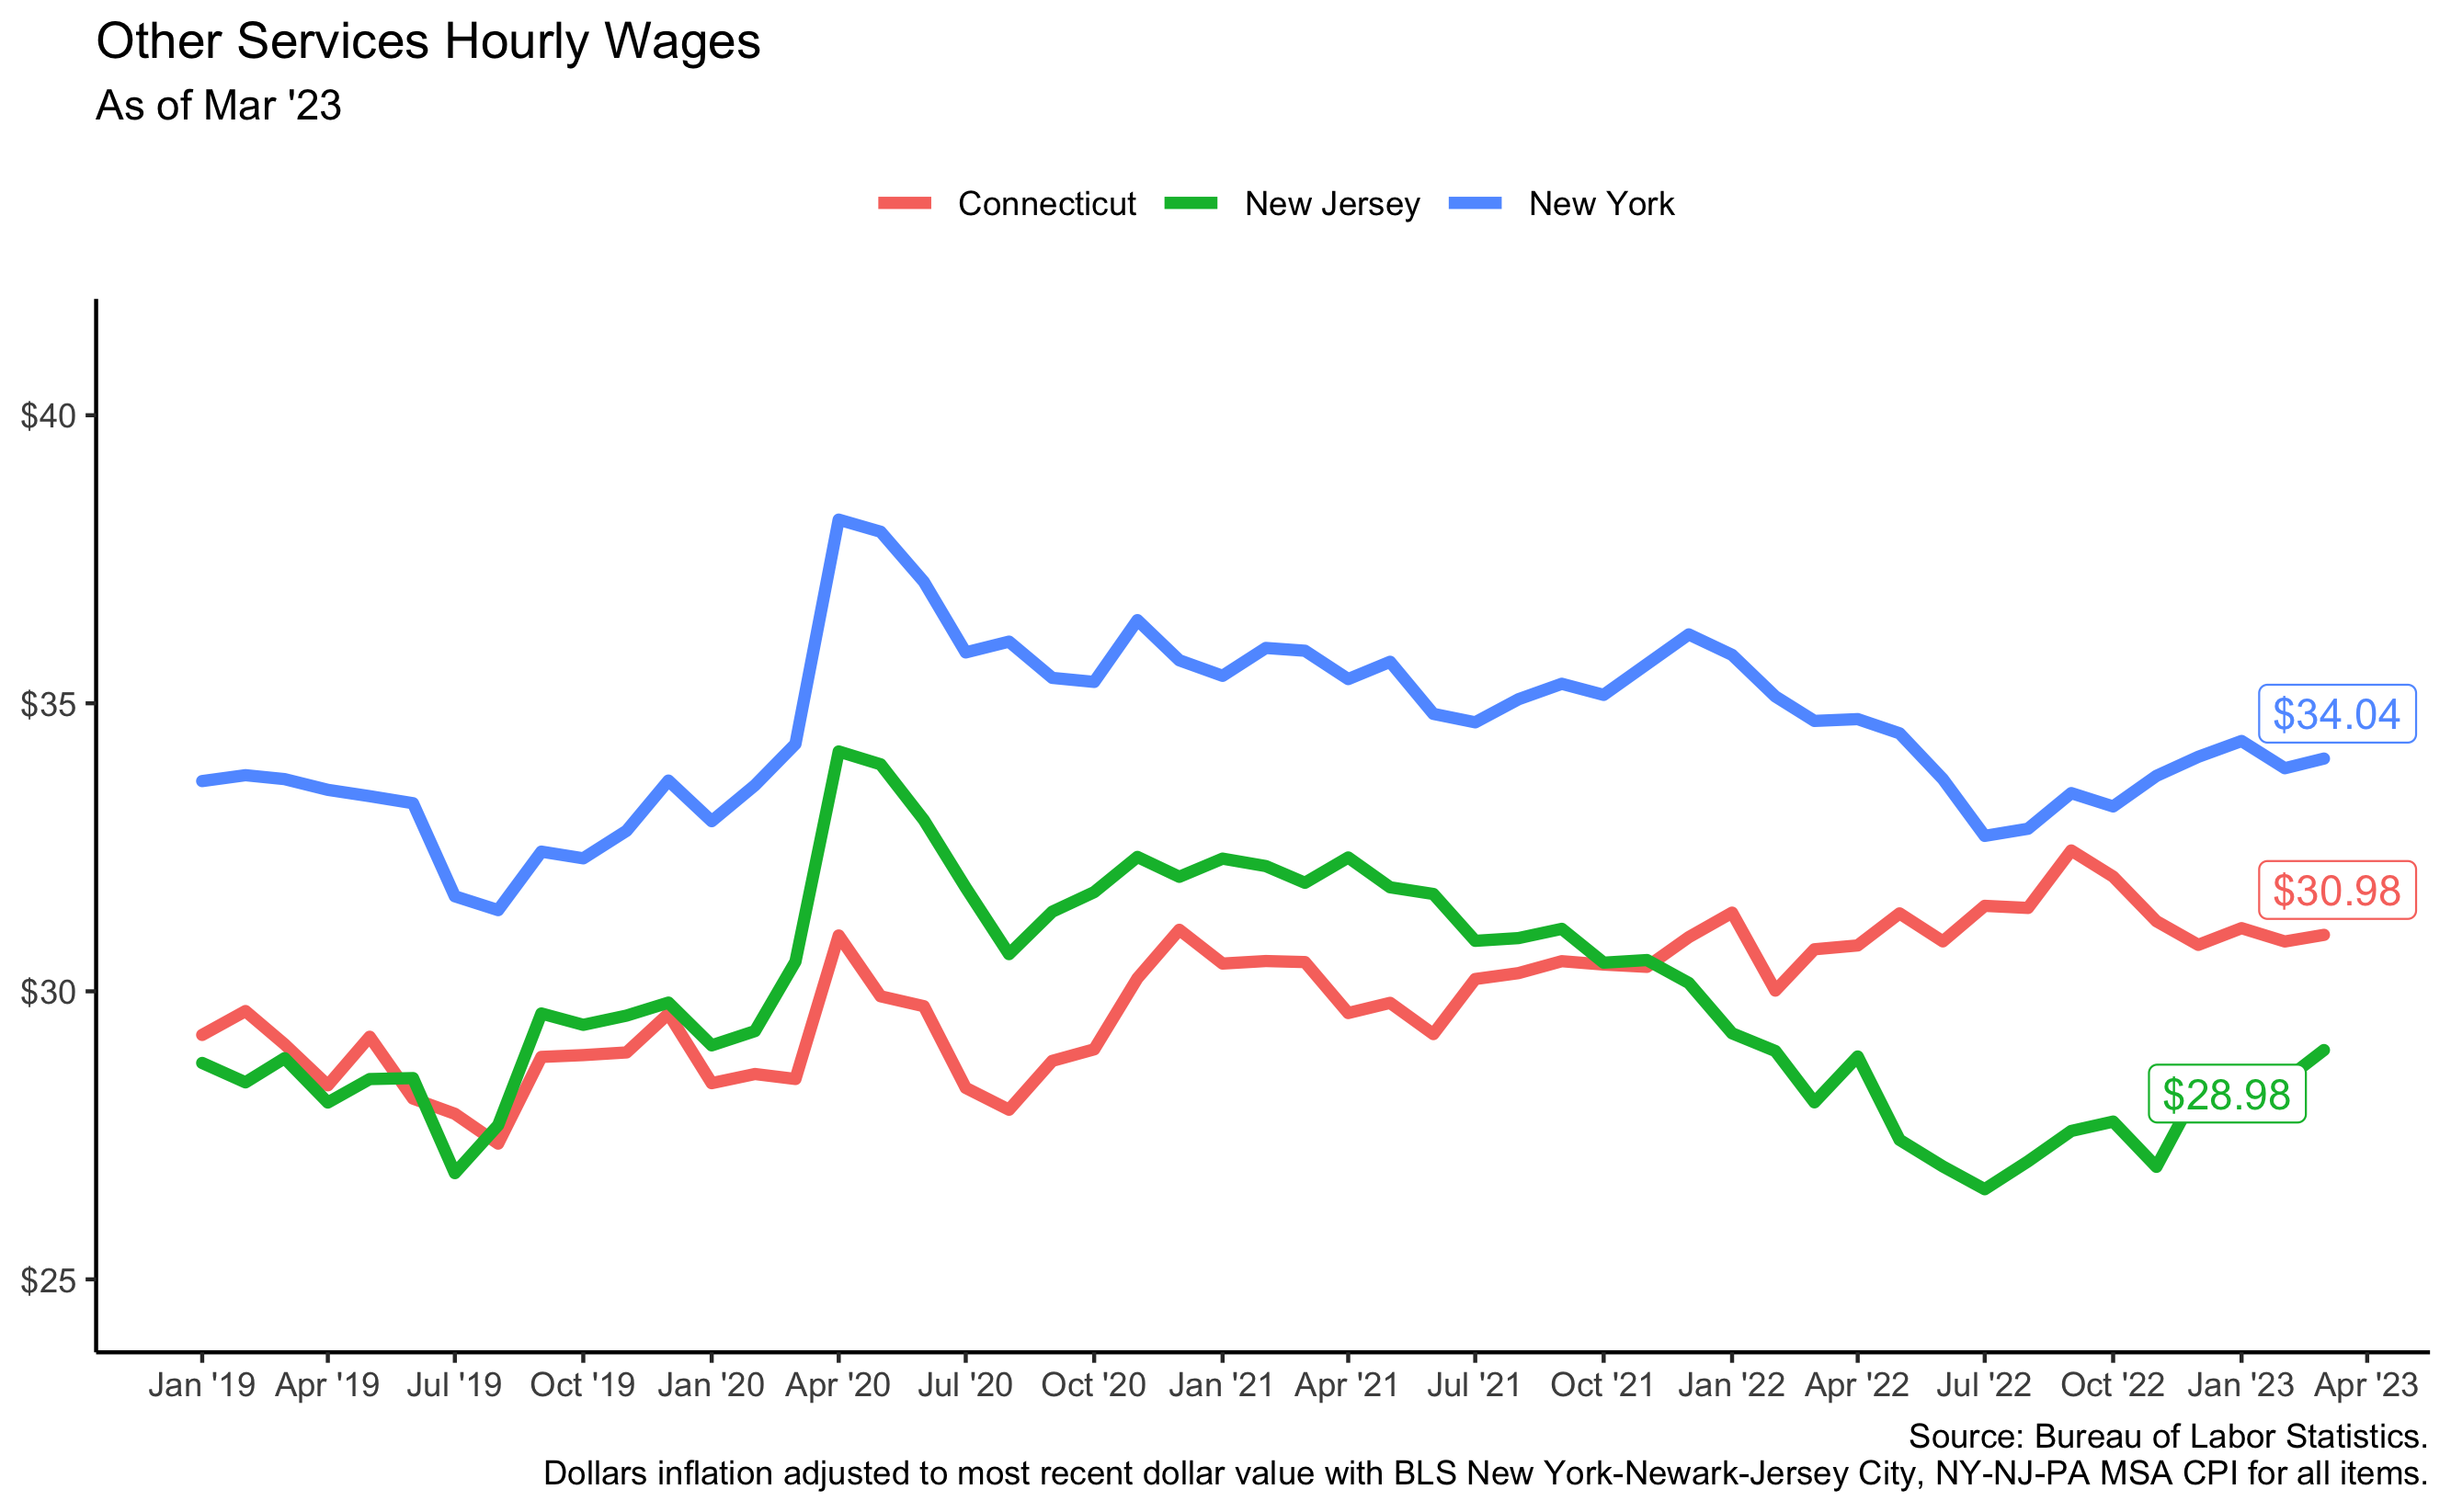 Other Services Hourly Wages
As of Mar '23
Connecticut New Jersey New York
$40
$35
$30
$25
$34.04
$30.98
$28.98
Jan '19 Apr '19 Jul '19 Oct '19 Jan '20 Apr '20 Jul '20 Oct '20 Jan '21 Apr '21 Jul '21 Oct '21 Jan '22 Apr '22 Jul '22 Oct '22 Jan '23 Apr '23
Source: Bureau of Labor Statistics.
Dollars inflation adjusted to most recent dollar value with BLS New York-Newark-Jersey City, NY-NJ-PA MSA CPI for all items.